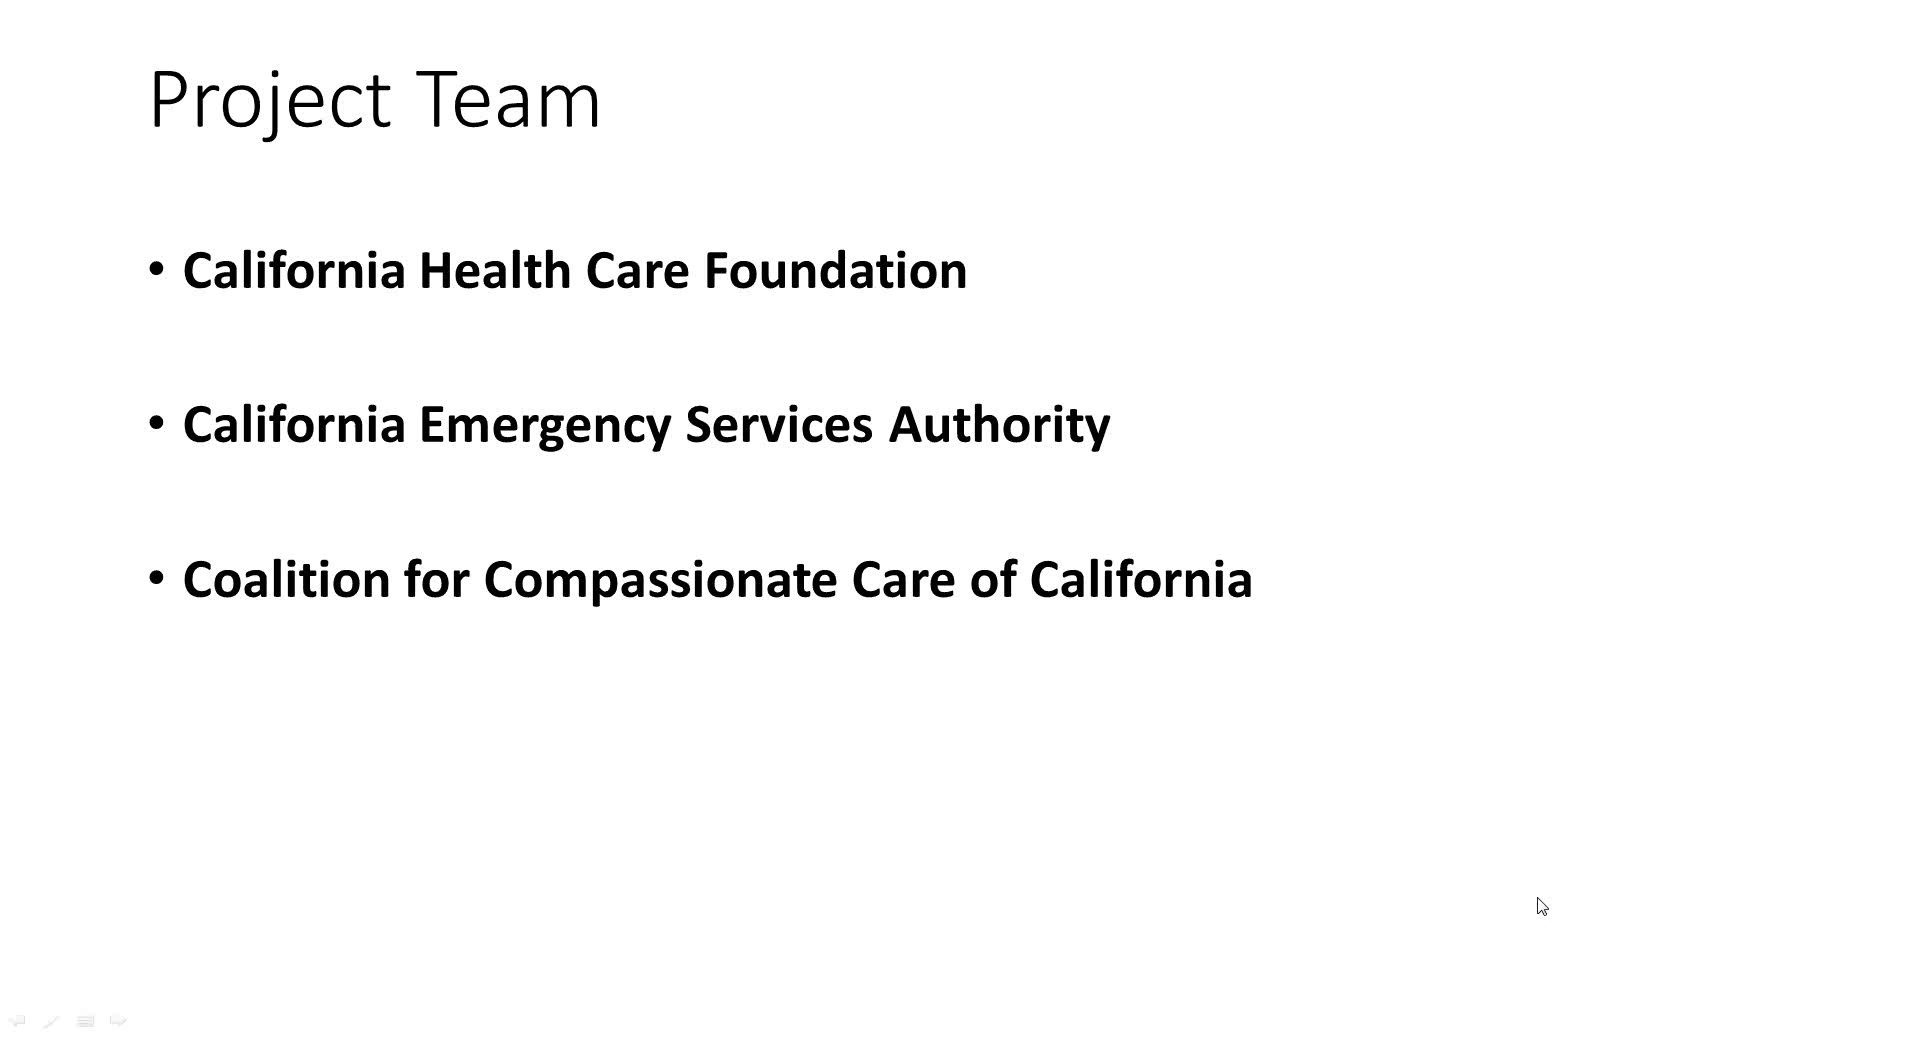 Project Team
• California Health Care Foundation
• California Emergency Services Authority
• Coalition for Compassionate Care of California